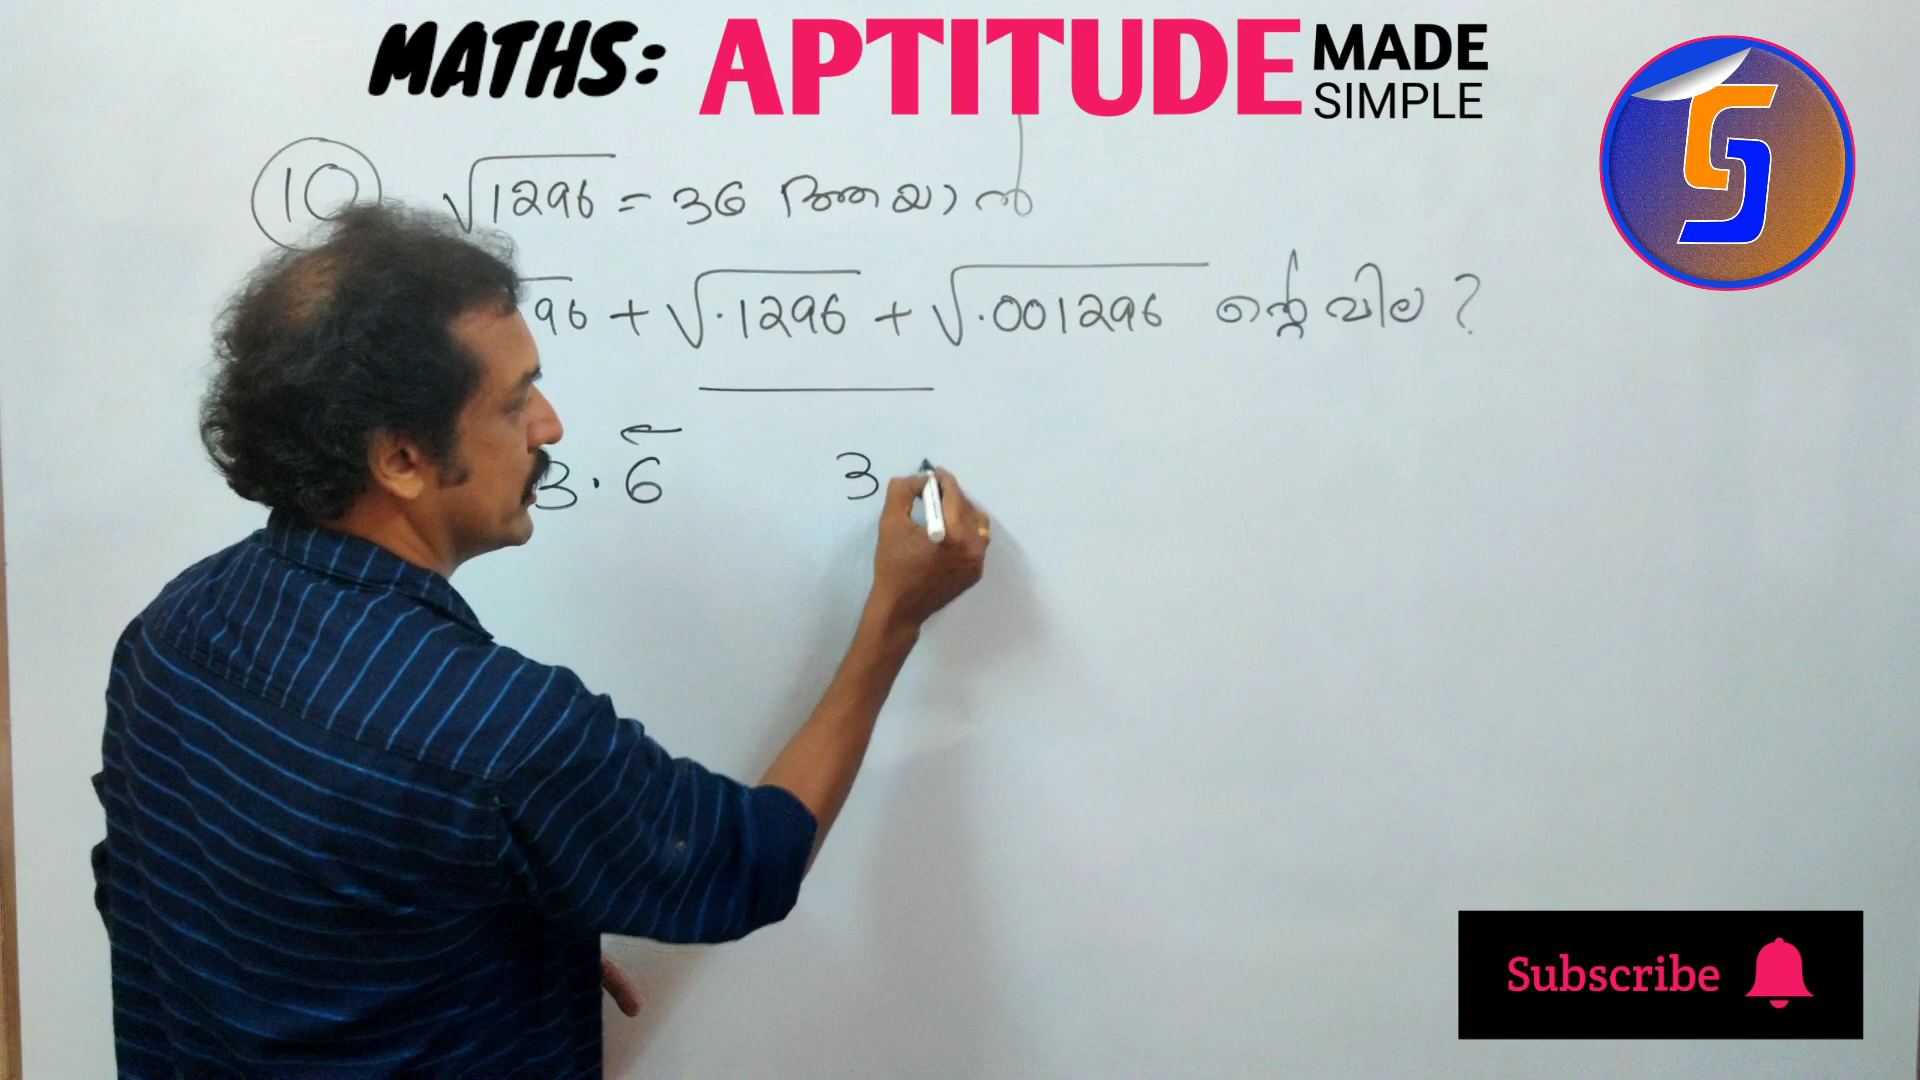 MATHS: APTITUDE MADE SIMPLE
10 √1296 = 36 ആയാൽ
96 + √.1296 + √.001296 ന്റെ വില ?
3.6 3
Subscribe